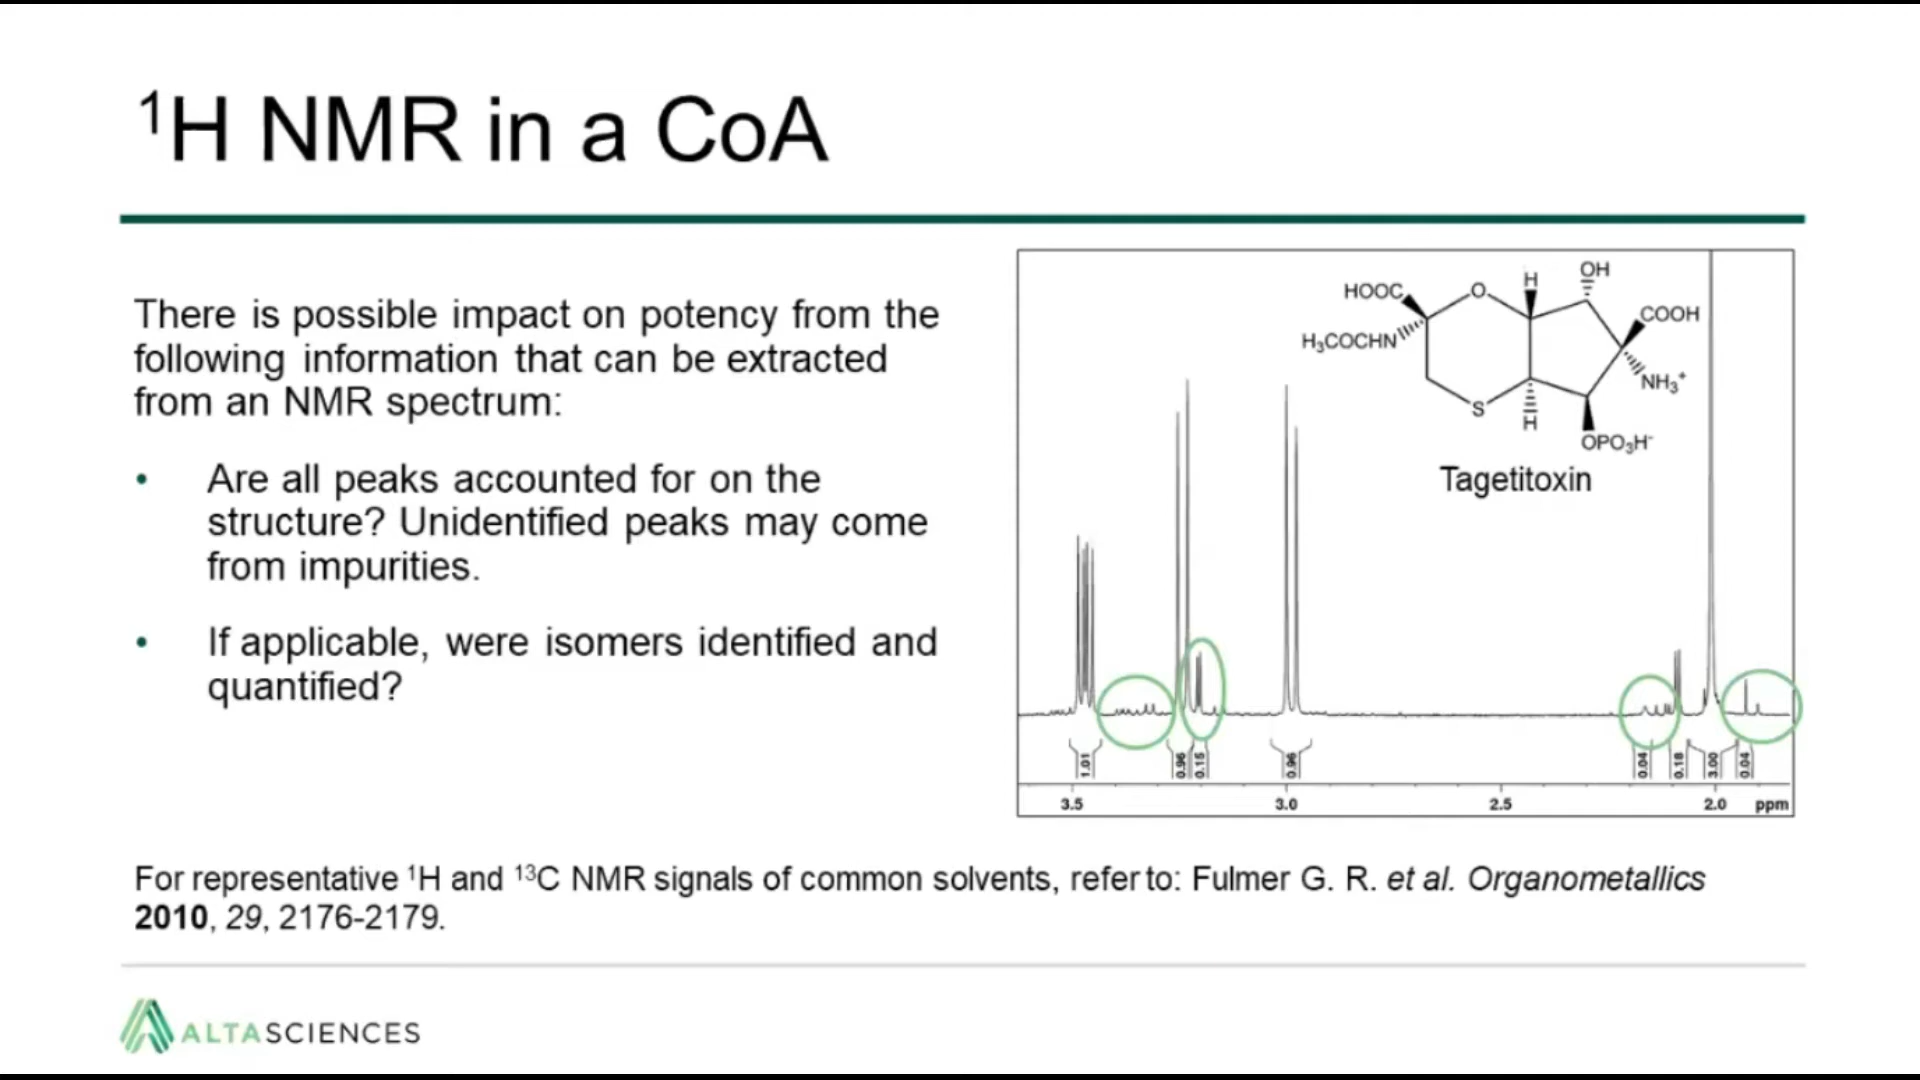 ¹H NMR in a CoA
There is possible impact on potency from the
following information that can be extracted
from an NMR spectrum:
• Are all peaks accounted for on the
structure? Unidentified peaks may come
from impurities.
• If applicable, were isomers identified and
quantified?
OH
H
HOOC
O
COOH
H₃COCHN
NH₃⁺
S
H
OPO₃H⁻
Tagetitoxin
1.01
0.96
0.15
0.96
0.04
0.18
3.00
0.04
3.5 3.0 2.5 2.0 ppm
For representative ¹H and ¹³C NMR signals of common solvents, refer to: Fulmer G. R. et al. Organometallics
2010, 29, 2176-2179.
ALTASCIENCES